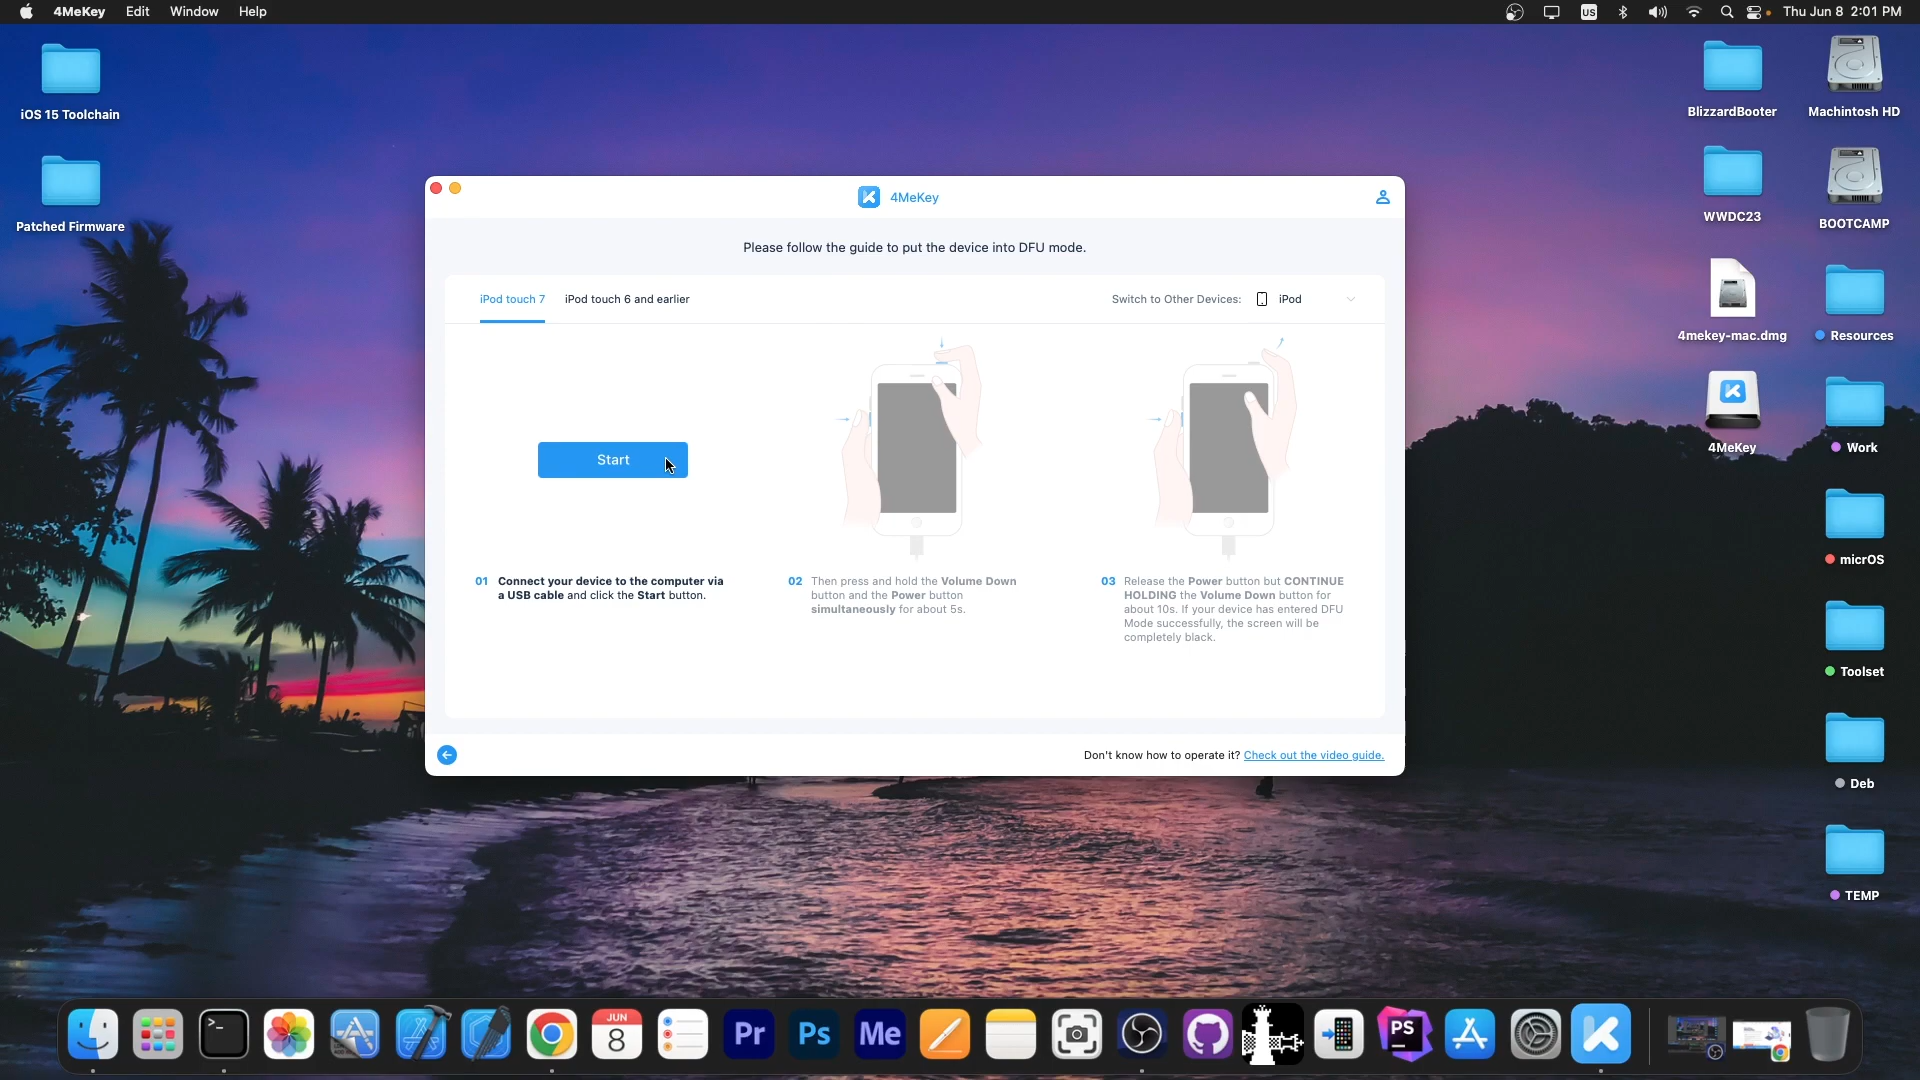 4MeKey Edit Window Help
US
Thu Jun 8 2:01 PM
iOS 15 Toolchain
Patched Firmware
BlizzardBooter
Machintosh HD
WWDC23
BOOTCAMP
4mekey-mac.dmg
Resources
4MeKey
Work
micrOS
Toolset
Deb
TEMP
4MeKey
Please follow the guide to put the device into DFU mode.
iPod touch 7
iPod touch 6 and earlier
Switch to Other Devices: iPod
Start
01 Connect your device to the computer via
a USB cable and click the Start button.
02 Then press and hold the Volume Down
button and the Power button
simultaneously for about 5s.
03 Release the Power button but CONTINUE
HOLDING the Volume Down button for
about 10s. If your device has entered DFU
Mode successfully, the screen will be
completely black.
Don't know how to operate it? Check out the video guide.
JUN
8
Pr
Ps
Me
PS